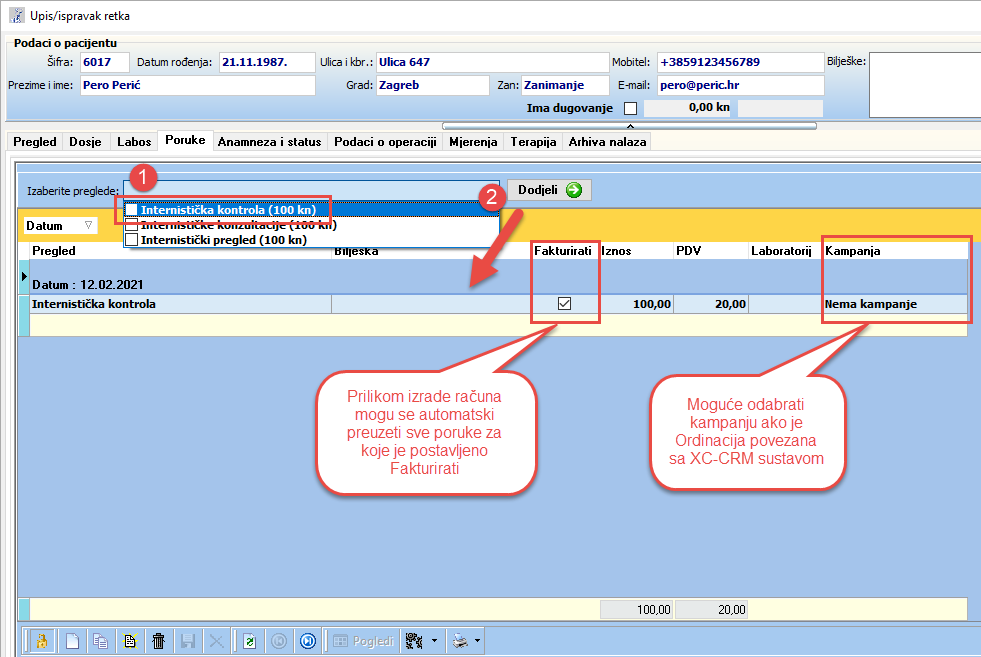 Upis/ispravak retka
Podaci o pacijentu
Šifra: 6017 Datum rođenja: 21.11.1987. Ulica i kbr.: Ulica 647 Mobitel: +3859123456789 Bilješke:
Prezime i ime: Pero Perić Grad: Zagreb Zan: Zanimanje E-mail: pero@peric.hr
Ima dugovanje 0,00 kn
Pregled Dosje Labos Poruke Anamneza i status Podaci o operaciji Mjerenja Terapija Arhiva nalaza
1
Izaberite preglede: 2 Dodjeli
Internistička kontrola (100 kn)
Datum Internističke konzultacije (100 kn)
Internistički pregled (100 kn)
Pregled Bilješka Fakturirati Iznos PDV Laboratorij Kampanja
Datum : 12.02.2021
Internistička kontrola 100,00 20,00 Nema kampanje
Prilikom izrade računa
mogu se automatski
preuzeti sve poruke za
koje je postavljeno
Fakturirati
Moguće odabrati
kampanju ako je
Ordinacija povezana
sa XC-CRM sustavom
100,00 20,00
Pogledi